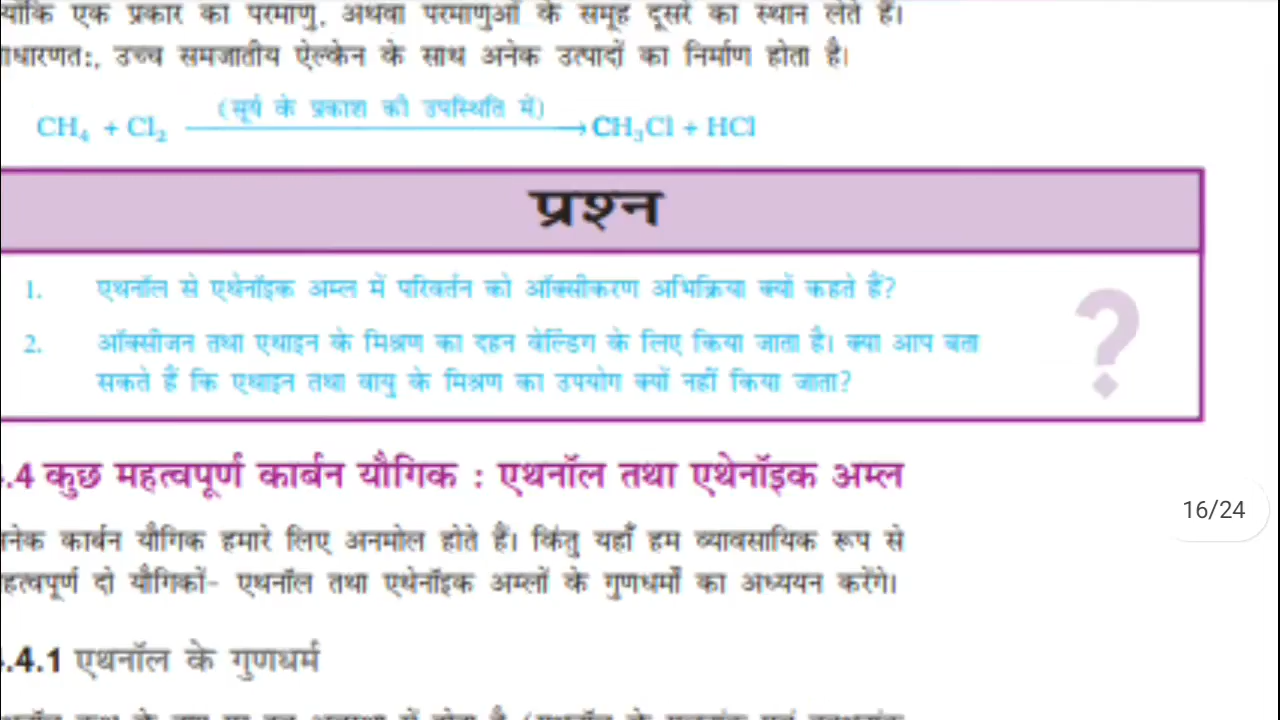 योंकि एक प्रकार का परमाणु, अथवा परमाणुओं के समूह दूसरे का स्थान लेते हैं।
ाधारणत:, उच्च समजातीय ऐल्केन के साथ अनेक उत्पादों का निर्माण होता है।
(सूर्य के प्रकाश की उपस्थिति में)
CH₄ + Cl₂ → CH₃Cl + HCl
प्रश्न
1. एथनॉल से एथेनॉइक अम्ल में परिवर्तन को ऑक्सीकरण अभिक्रिया क्यों कहते हैं?
2. ऑक्सीजन तथा एथाइन के मिश्रण का दहन वेल्डिंग के लिए किया जाता है। क्या आप बता
सकते हैं कि एथाइन तथा वायु के मिश्रण का उपयोग क्यों नहीं किया जाता?
?
.4 कुछ महत्वपूर्ण कार्बन यौगिक : एथनॉल तथा एथेनॉइक अम्ल
नेक कार्बन यौगिक हमारे लिए अनमोल होते हैं। किंतु यहाँ हम व्यावसायिक रूप से
हत्वपूर्ण दो यौगिकों- एथनॉल तथा एथेनॉइक अम्लों के गुणधर्मों का अध्ययन करेंगे।
16/24
.4.1 एथनॉल के गुणधर्म